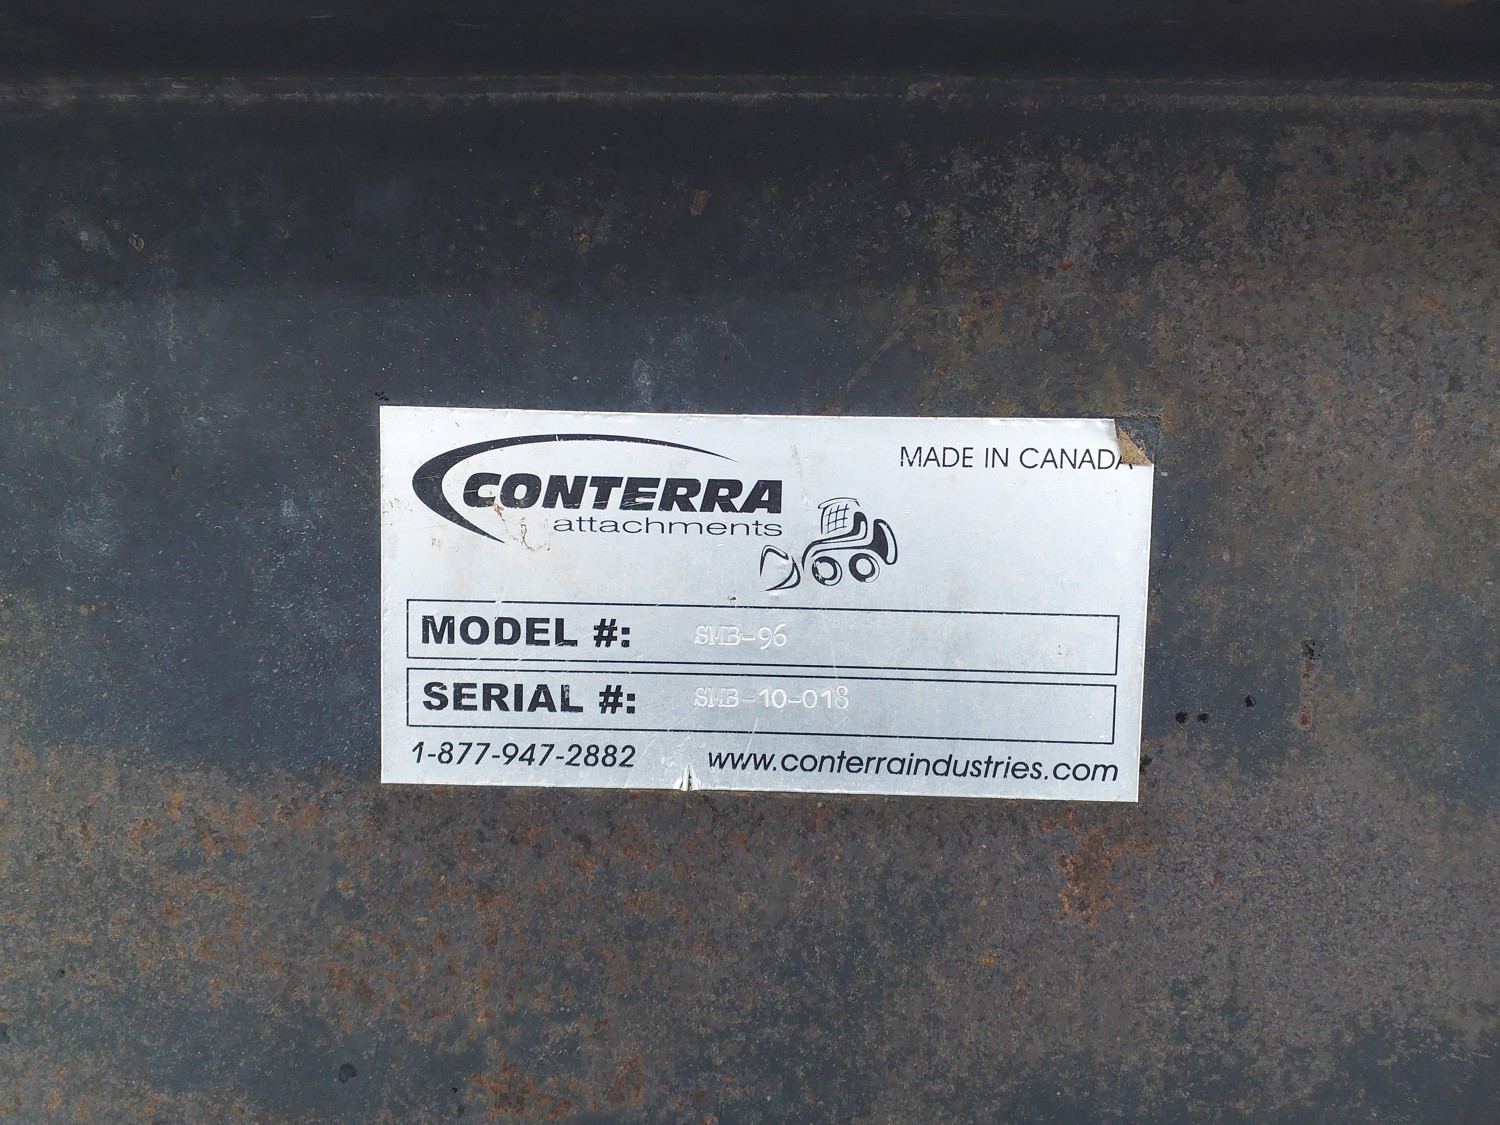 MADE IN CANADA
CONTERRA
attachments
MODEL #: SMB-96
SERIAL #: SMB-10-018
1-877-947-2882 www.conterraindustries.com